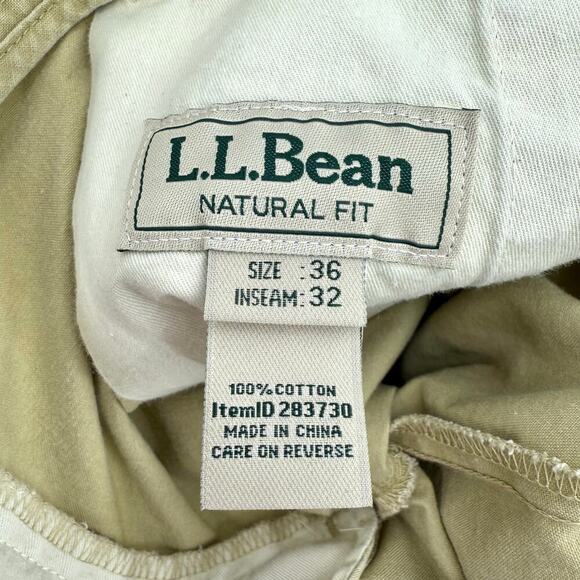 L.L.Bean
NATURAL FIT
SIZE : 36
INSEAM: 32
100% COTTON
ItemID 283730
MADE IN CHINA
CARE ON REVERSE